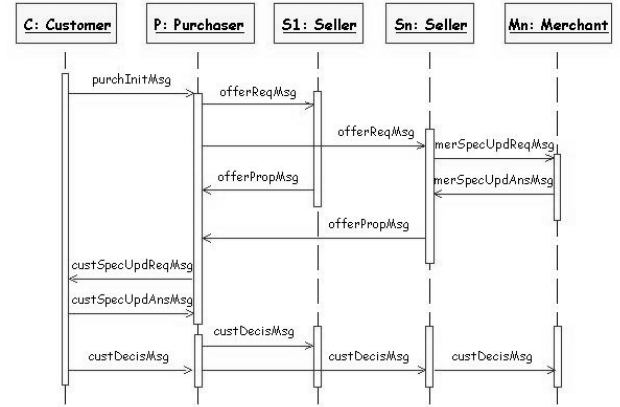 C: Customer
P: Purchaser
S1: Seller
Sn: Seller
Mn: Merchant
purchInitMsg
offerReqMsg
offerReqMsg
merSpecUpdReqMsg
offerPropMsg
merSpecUpdAnsMsg
offerPropMsg
custSpecUpdReqMsg
custSpecUpdAnsMsg
custDecisMsg
custDecisMsg
custDecisMsg
custDecisMsg